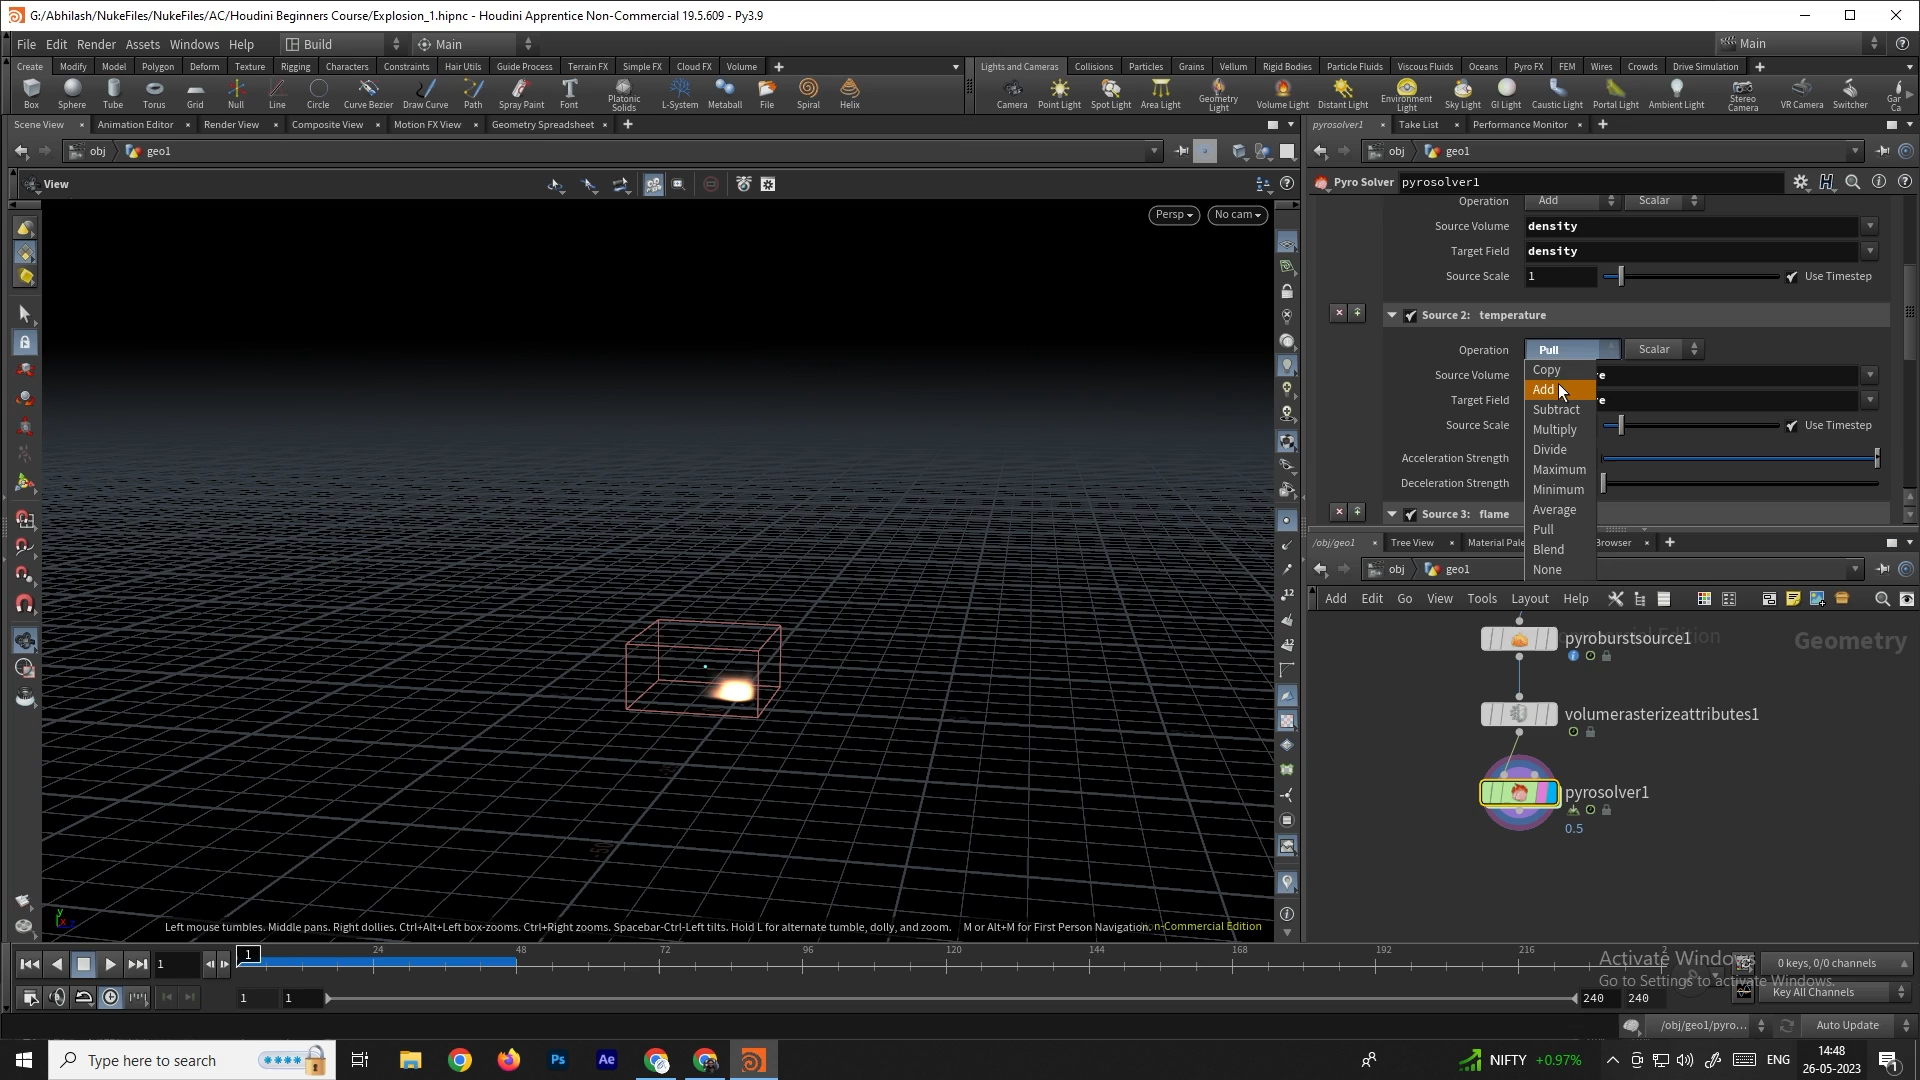 G:/Abhilash/NukeFiles/NukeFiles/AC/Houdini Beginners Course/Explosion_1.hipnc - Houdini Apprentice Non-Commercial 19.5.609 - Py3.9
File Edit Render Assets Windows Help Build Main Main
Create Modify Model Polygon Deform Texture Rigging Characters Constraints Hair Utils Guide Process Terrain FX Simple FX Cloud FX Volume
Lights and Cameras Collisions Particles Grains Vellum Rigid Bodies Particle Fluids Viscous Fluids Oceans Pyro FX FEM Wires Crowds Drive Simulation
Box Sphere Tube Torus Grid Null Line Circle Curve Bezier Draw Curve Path Spray Paint Font Platonic Solids L-System Metaball File Spiral Helix
Camera Point Light Spot Light Area Light Geometry Light Volume Light Distant Light Environment Light Sky Light GI Light Caustic Light Portal Light Ambient Light Stereo Camera VR Camera Switcher Gar Ca
Scene View Animation Editor Render View Composite View Motion FX View Geometry Spreadsheet
pyrosolver1 Take List Performance Monitor
obj geo1
obj geo1
View
Persp No cam
Pyro Solver pyrosolver1
Operation Add Scalar
Source Volume density
Target Field density
Source Scale 1 Use Timestep
Source 2: temperature
Operation Pull Scalar
Source Volume re
Target Field re
Source Scale Use Timestep
Acceleration Strength
Deceleration Strength
Source 3: flame
Copy
Add
Subtract
Multiply
Divide
Maximum
Minimum
Average
Pull
Blend
None
/obj/geo1 Tree View Material Pale Browser
obj geo1
Add Edit Go View Tools Layout Help
Geometry
pyroburstsource1
volumerasterizeattributes1
pyrosolver1
0.5
Left mouse tumbles. Middle pans. Right dollies. Ctrl+Alt+Left box-zooms. Ctrl+Right zooms. Spacebar-Ctrl-Left tilts. Hold L for alternate tumble, dolly, and zoom. M or Alt+M for First Person Navigation.
n-Commercial Edition
1 1 24 48 72 96 120 144 168 192 216 2
0 keys, 0/0 channels
Activate Windows
Go to Settings to activate Windows.
1 1 240 240 Key All Channels
/obj/geo1/pyro... Auto Update
Type here to search
Ps Ae
NIFTY +0.97%
ENG
14:48
26-05-2023
1